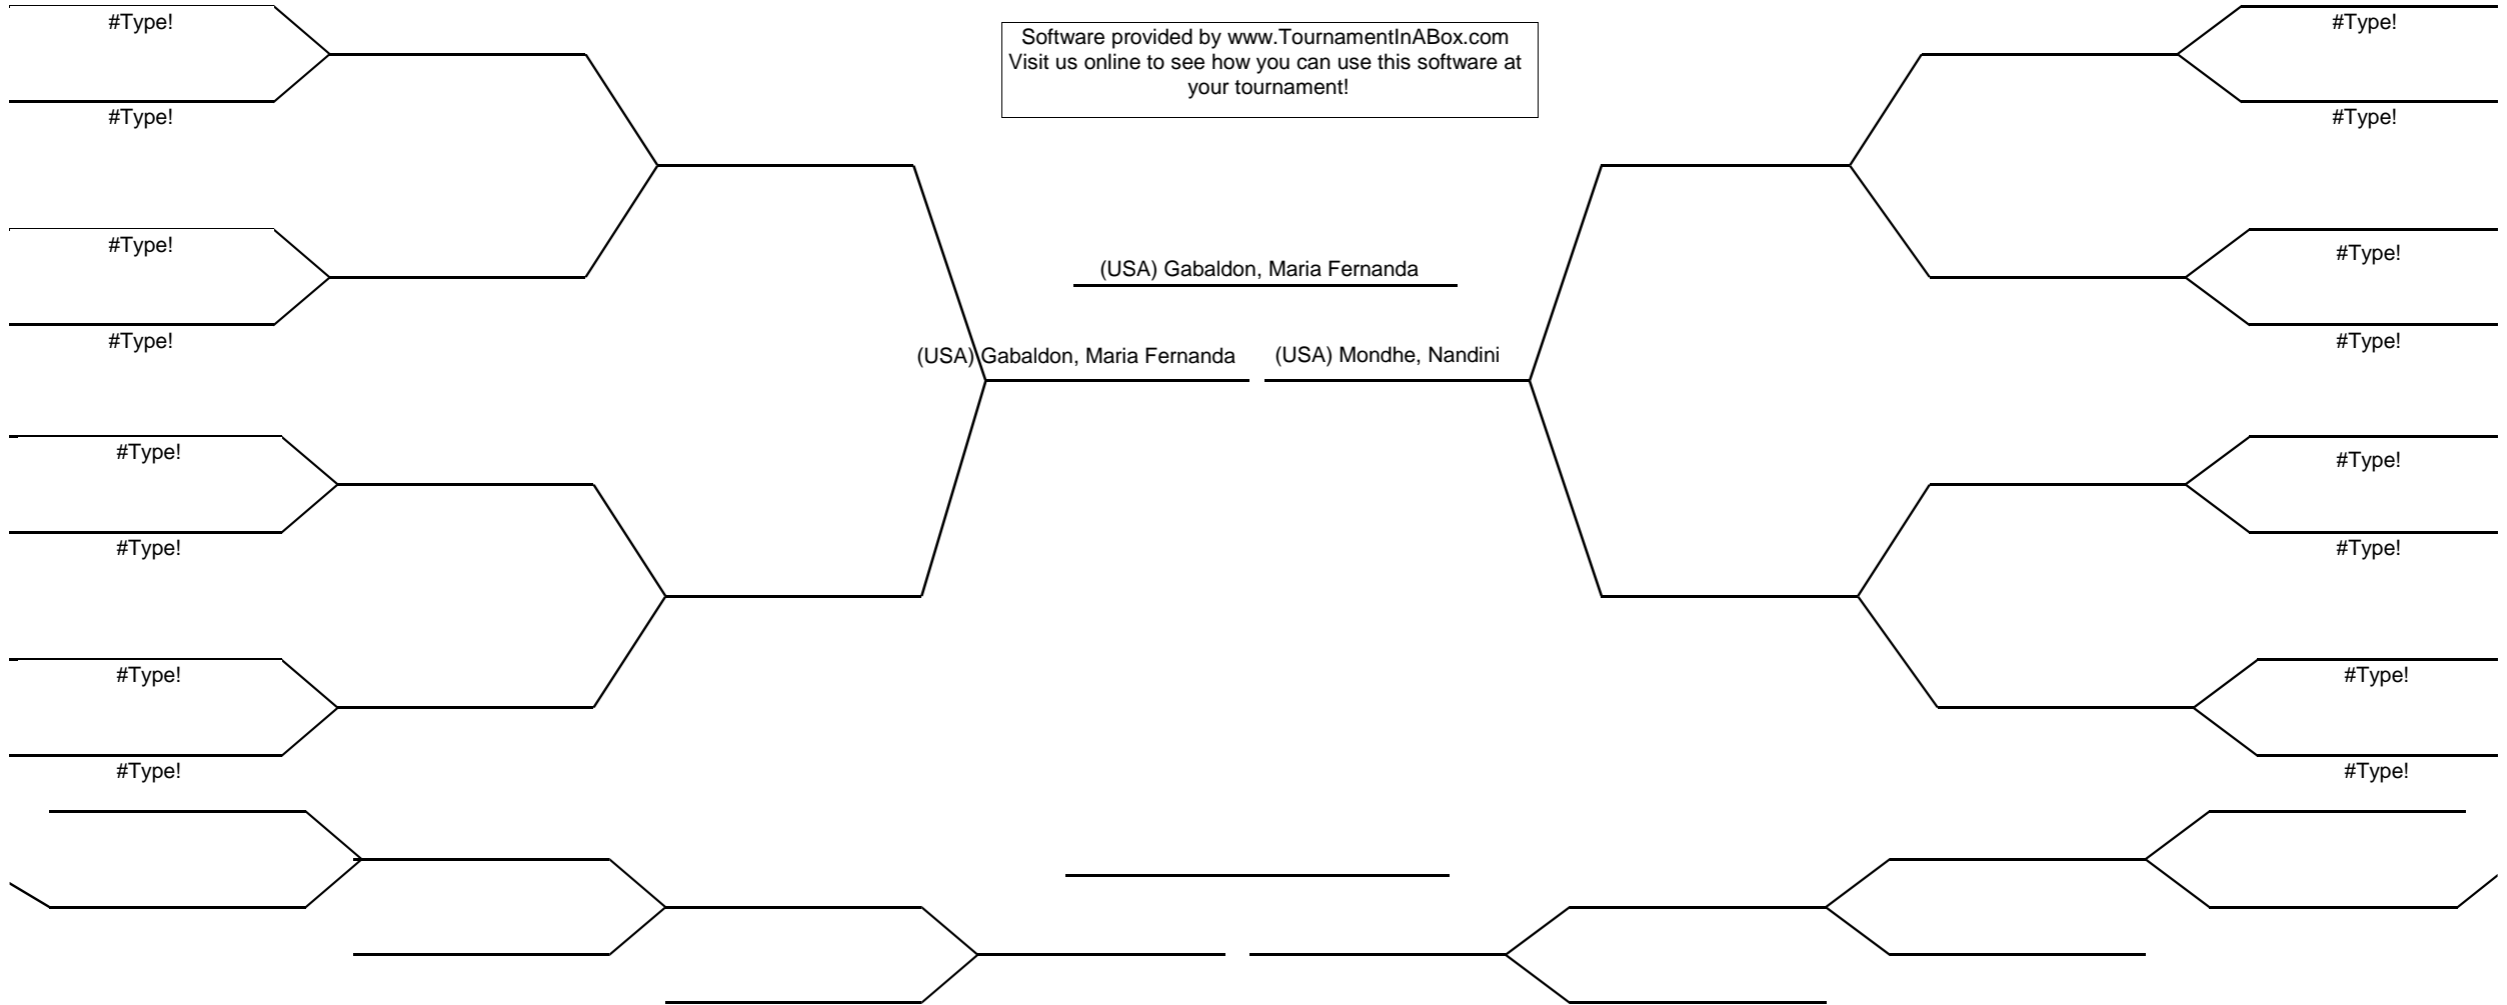 #Type!
#Type!
Software provided by www.TournamentInABox.com
Visit us online to see how you can use this software at
your tournament!
#Type!
#Type!
#Type!
#Type!
(USA) Gabaldon, Maria Fernanda
#Type!
#Type!
(USA) Gabaldon, Maria Fernanda
(USA) Mondhe, Nandini
#Type!
#Type!
#Type!
#Type!
#Type!
#Type!
#Type!
#Type!